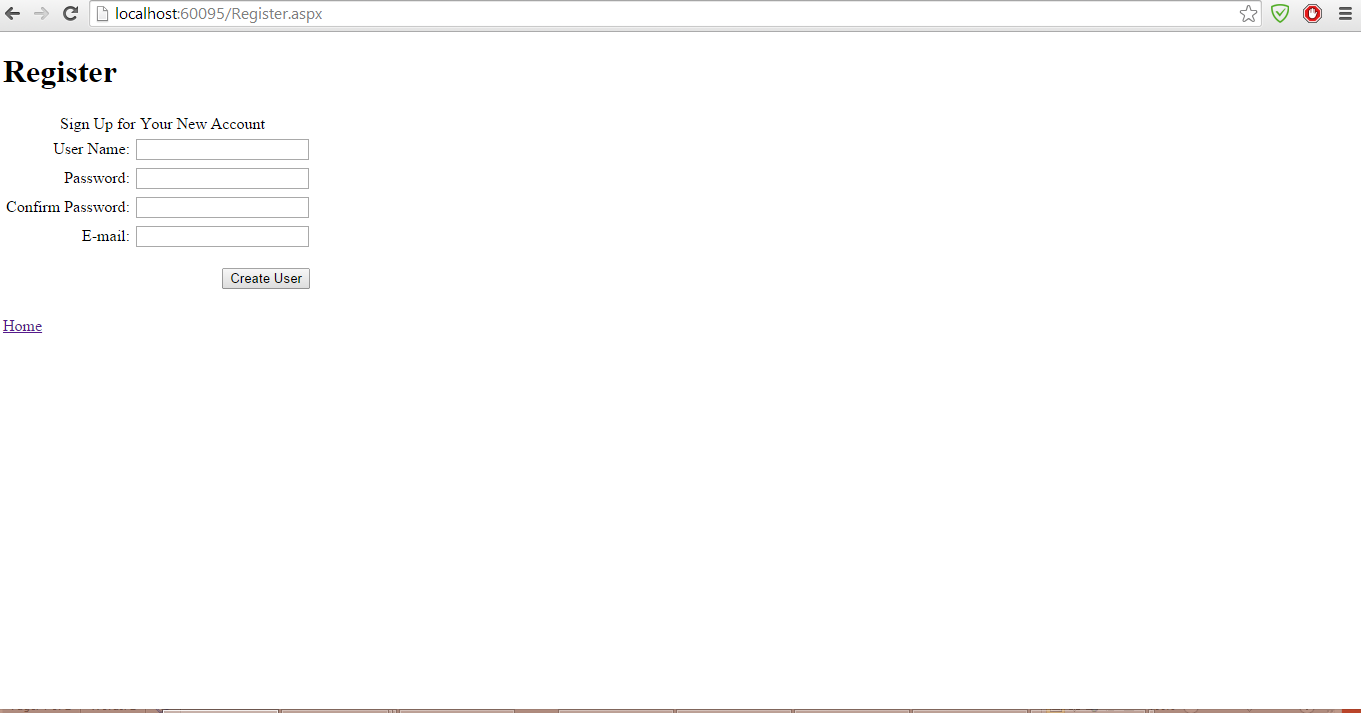 localhost:60095/Register.aspx
Register
Sign Up for Your New Account
User Name:
Password:
Confirm Password:
E-mail:
Create User
Home